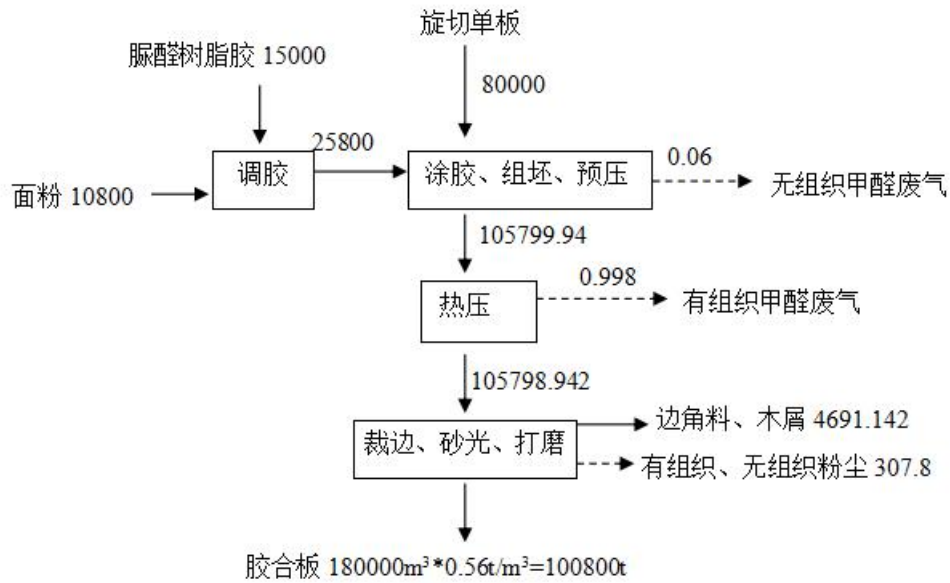 旋切单板
脲醛树脂胶 15000
80000
25800
调胶
涂胶、组坯、预压
0.06
面粉 10800
无组织甲醛废气
105799.94
0.998
热压
有组织甲醛废气
105798.942
裁边、砂光、打磨
边角料、木屑 4691.142
有组织、无组织粉尘 307.8
胶合板 180000m³*0.56t/m³=100800t